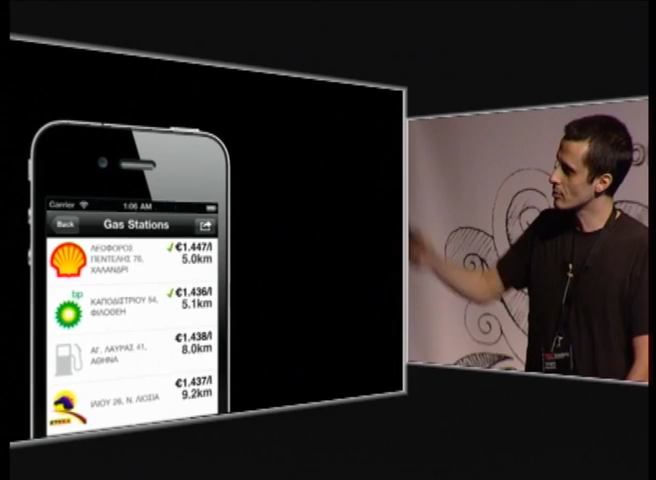 Carrier 1:06 AM
Back Gas Stations
ΛΕΩΦΟΡΟΣ
ΠΕΝΤΕΛΗΣ 76,
ΧΑΛΑΝΔΡΙ
€1.447/l
5.0km
bp
ΚΑΠΟΔΙΣΤΡΙΟΥ 54,
ΦΙΛΟΘΕΗ
€1.436/l
5.1km
ΑΓ. ΛΑΥΡΑΣ 41,
ΑΘΗΝΑ
€1.438/l
8.0km
ΙΛΙΟΥ 26, Ν. ΛΙΟΣΙΑ
€1.437/l
9.2km